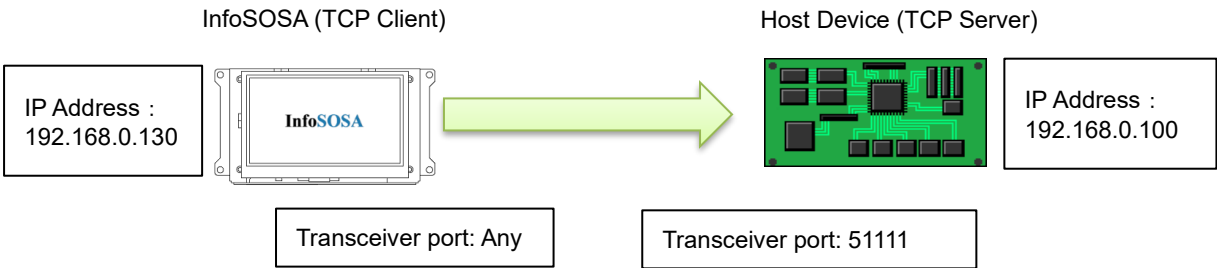 InfoSOSA (TCP Client)
Host Device (TCP Server)
IP Address：
192.168.0.130
InfoSOSA
IP Address：
192.168.0.100
Transceiver port: Any
Transceiver port: 51111